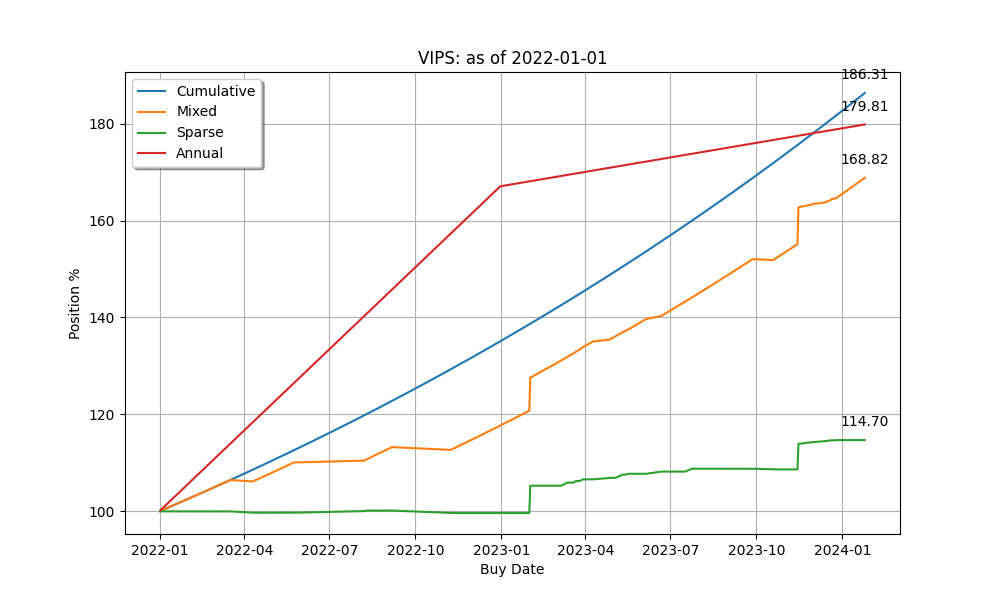 VIPS: as of 2022-01-01
Cumulative
Mixed
Sparse
Annual
186.31
179.81
168.82
114.70
180
160
140
120
100
Position %
2022-01 2022-04 2022-07 2022-10 2023-01 2023-04 2023-07 2023-10 2024-01
Buy Date